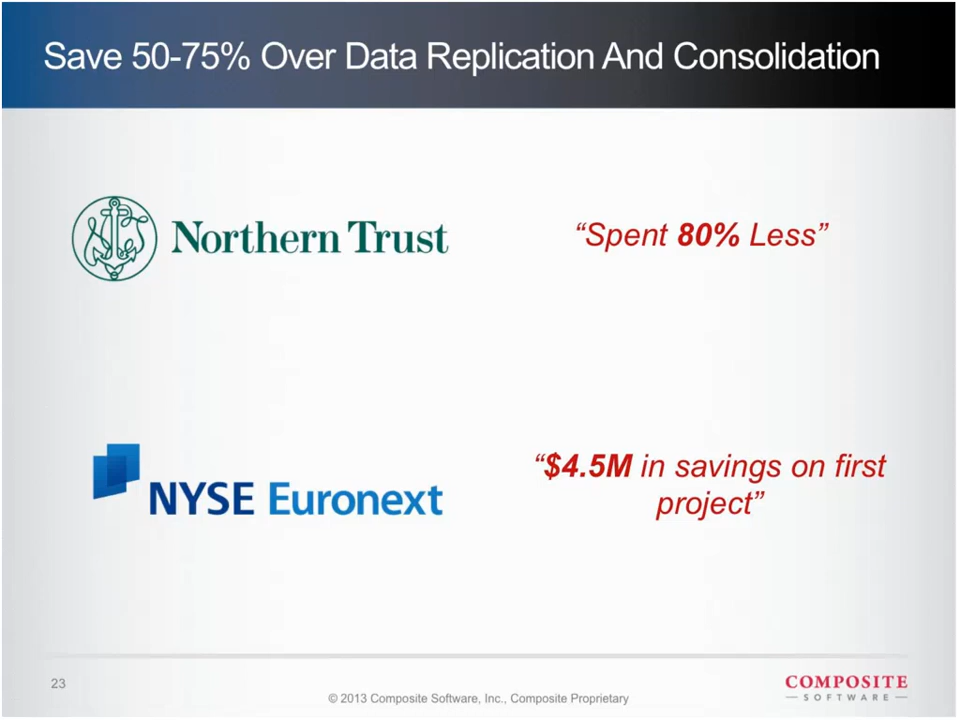 Save 50-75% Over Data Replication And Consolidation
Northern Trust
“Spent 80% Less”
NYSE Euronext
“$4.5M in savings on first
project”
23
© 2013 Composite Software, Inc., Composite Proprietary
COMPOSITE
SOFTWARE